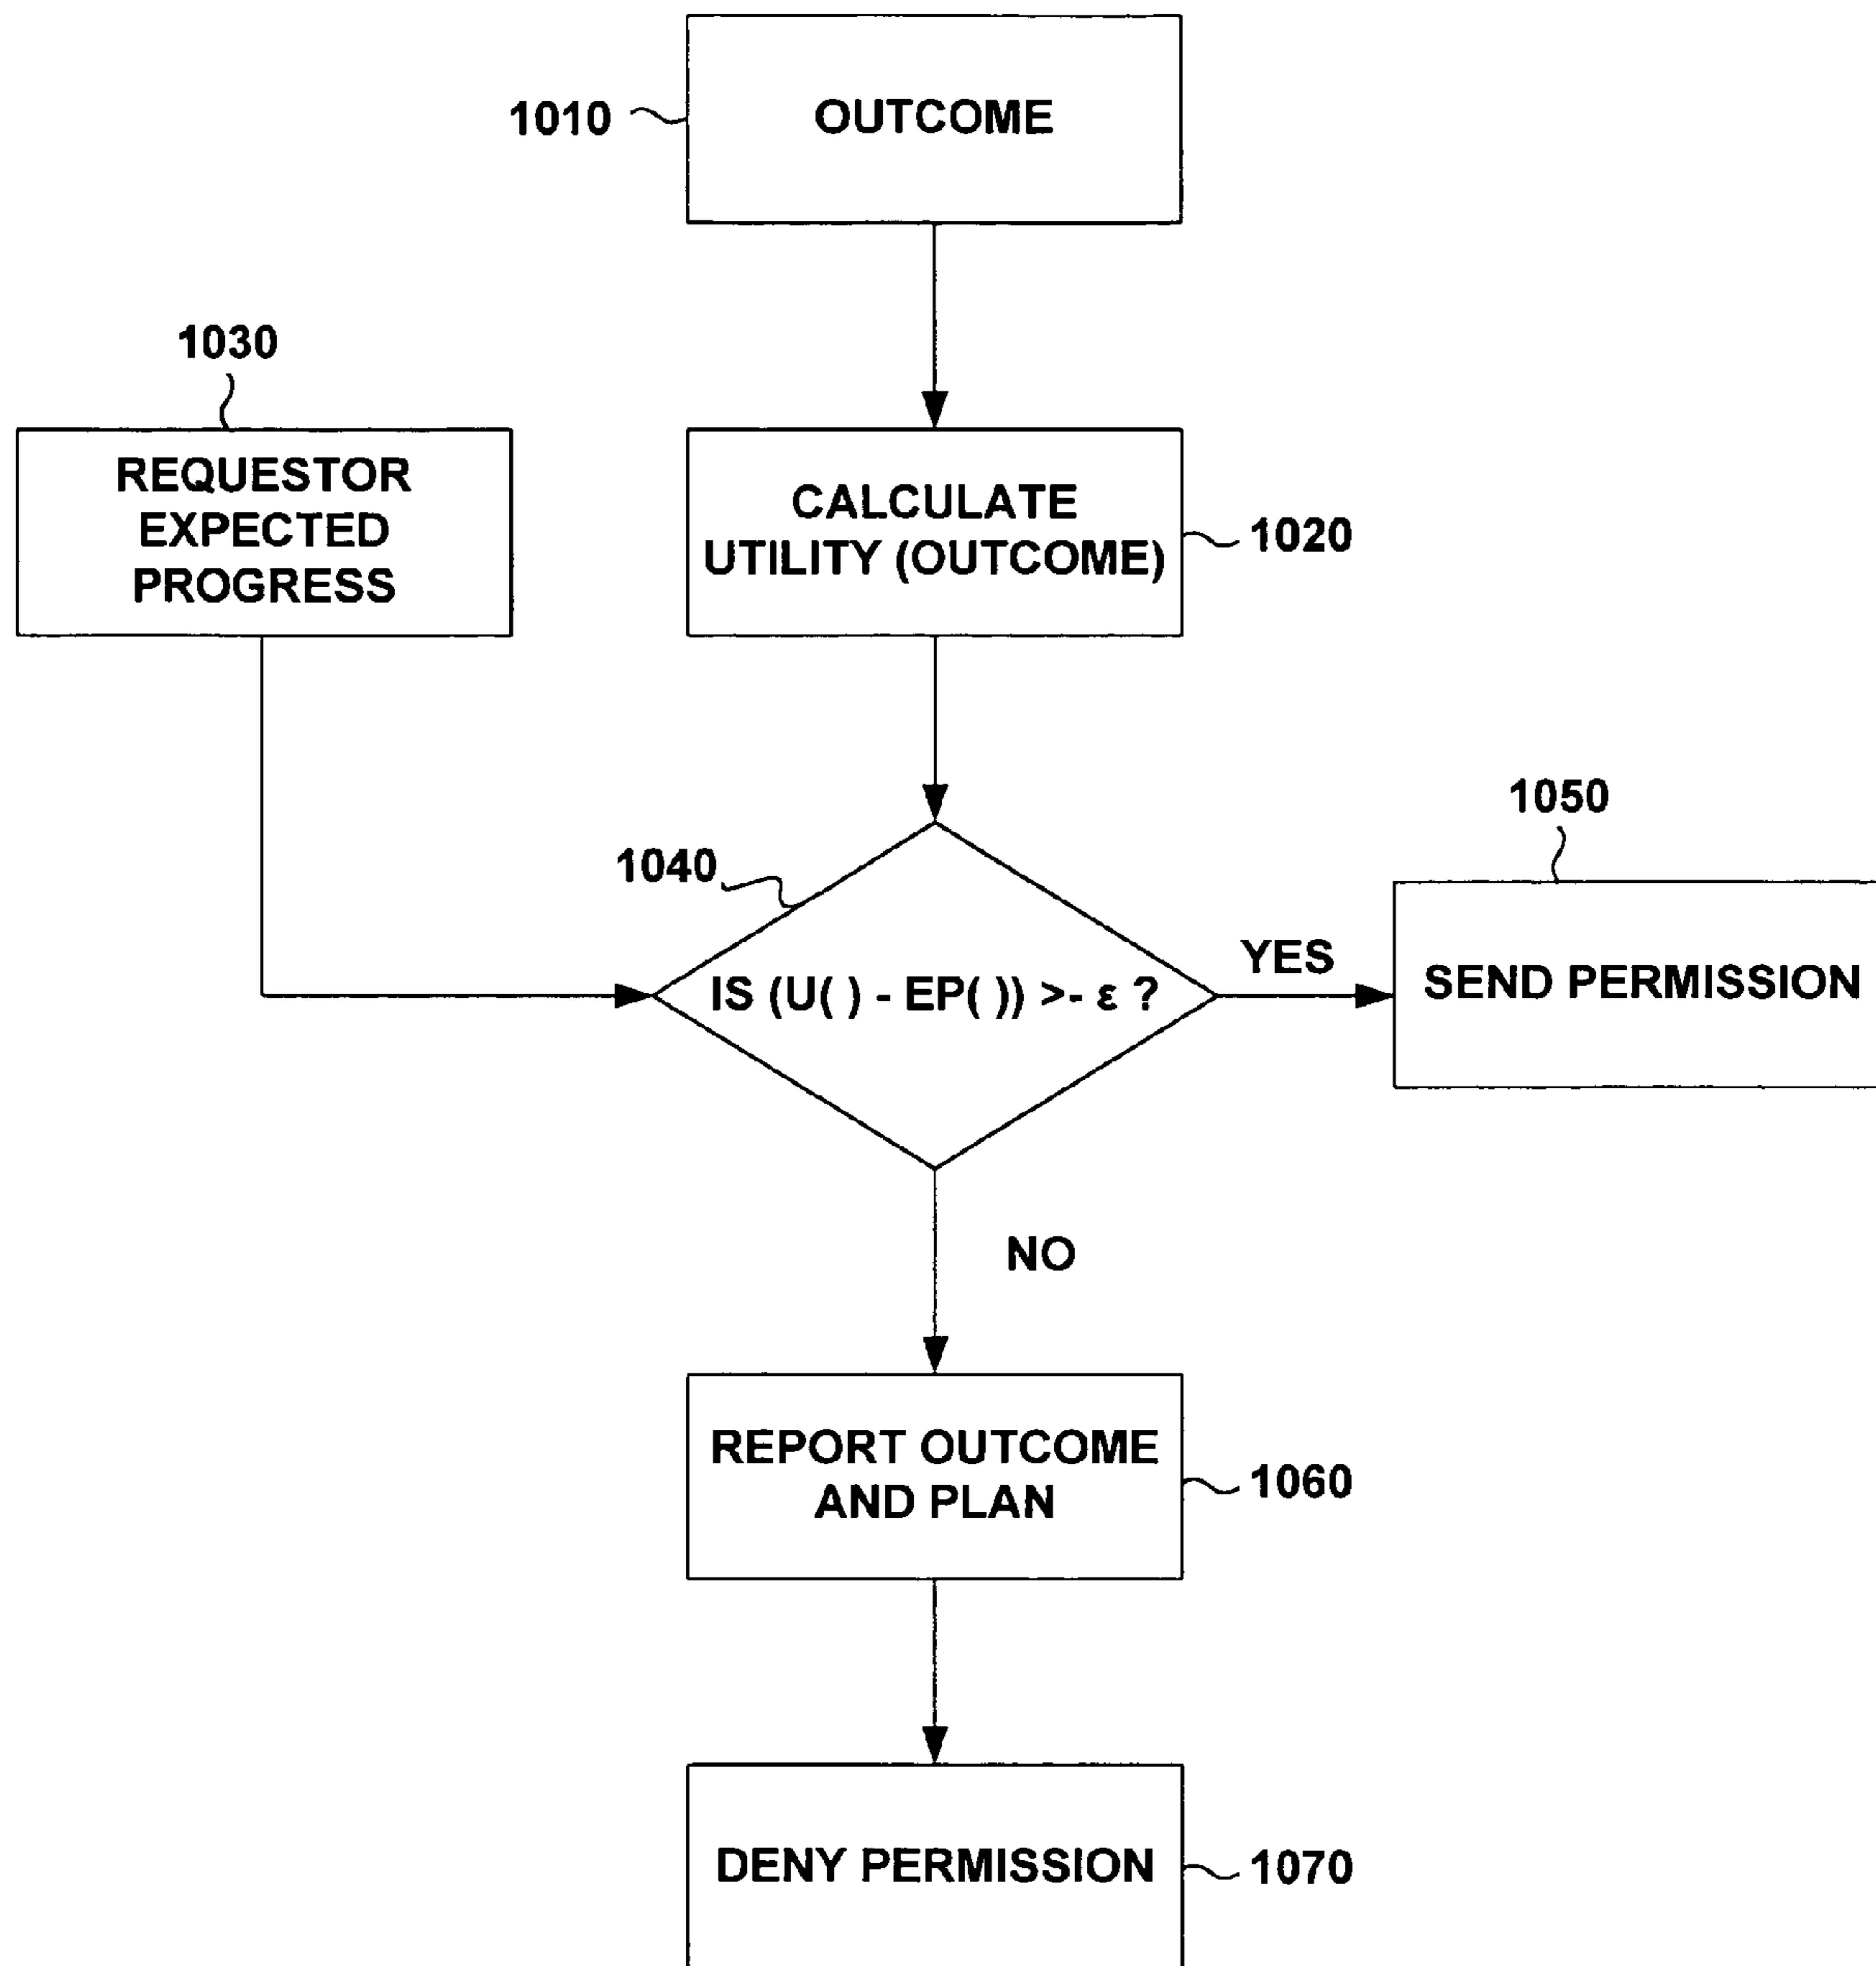 1010
OUTCOME
1030
REQUESTOR
EXPECTED
PROGRESS
CALCULATE
UTILITY (OUTCOME)
1020
1040
IS (U( ) - EP( )) >- ε ?
YES
1050
SEND PERMISSION
NO
REPORT OUTCOME
AND PLAN
1060
DENY PERMISSION
1070